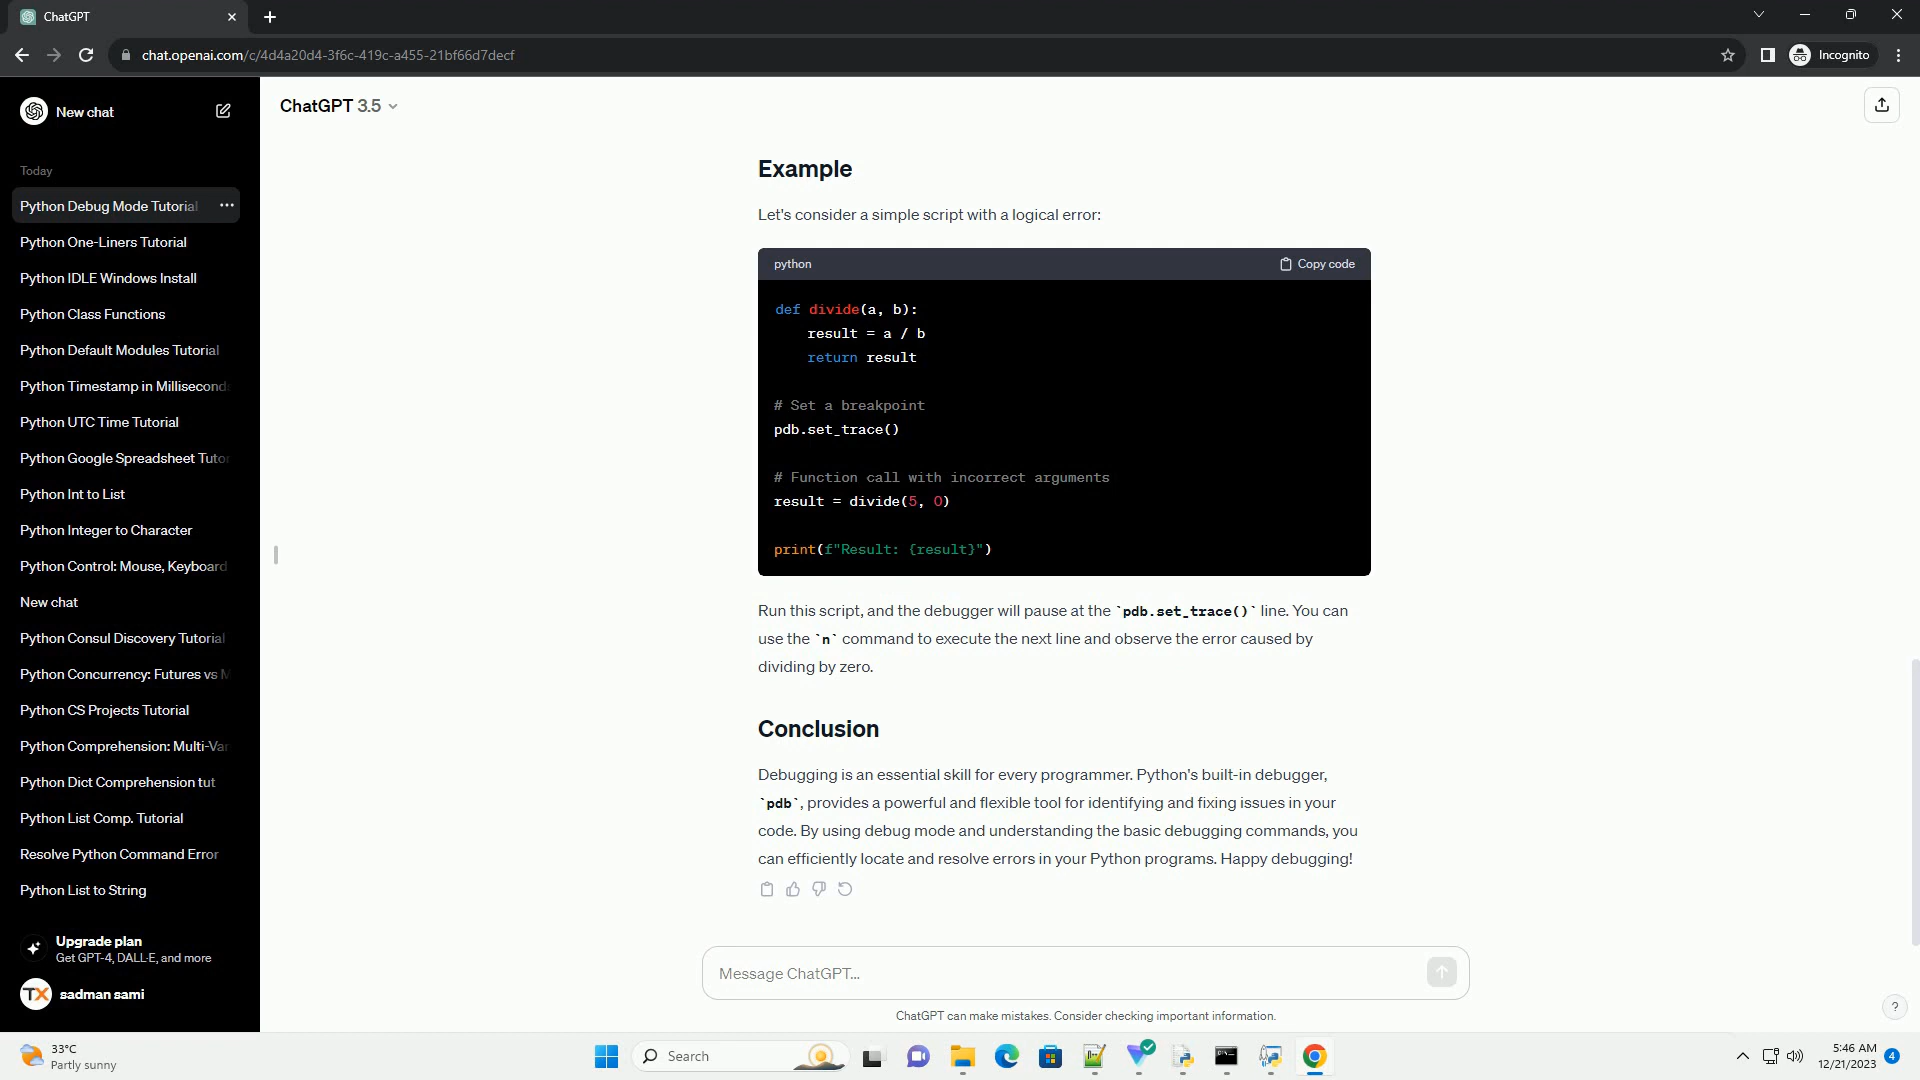 ChatGPT
chat.openai.com/c/4d4a20d4-3f6c-419c-a455-21bf66d7decf
Incognito
New chat
ChatGPT 3.5
Today
Python Debug Mode Tutorial
Python One-Liners Tutorial
Python IDLE Windows Install
Python Class Functions
Python Default Modules Tutorial
Python Timestamp in Milliseconds
Python UTC Time Tutorial
Python Google Spreadsheet Tutor
Python Int to List
Python Integer to Character
Python Control: Mouse, Keyboard
New chat
Python Consul Discovery Tutorial
Python Concurrency: Futures vs M
Python CS Projects Tutorial
Python Comprehension: Multi-Var
Python Dict Comprehension tut
Python List Comp. Tutorial
Resolve Python Command Error
Python List to String
Upgrade plan
Get GPT-4, DALL·E, and more
TX
sadman sami
Example
Let's consider a simple script with a logical error:
python
Copy code
def divide(a, b):
    result = a / b
    return result
# Set a breakpoint
pdb.set_trace()
# Function call with incorrect arguments
result = divide(5, 0)
print(f"Result: {result}")
Run this script, and the debugger will pause at the `pdb.set_trace()` line. You can
use the `n` command to execute the next line and observe the error caused by
dividing by zero.
Conclusion
Debugging is an essential skill for every programmer. Python's built-in debugger,
`pdb`, provides a powerful and flexible tool for identifying and fixing issues in your
code. By using debug mode and understanding the basic debugging commands, you
can efficiently locate and resolve errors in your Python programs. Happy debugging!
Message ChatGPT...
ChatGPT can make mistakes. Consider checking important information.
?
33°C
Partly sunny
Search
5:46 AM
12/21/2023
4